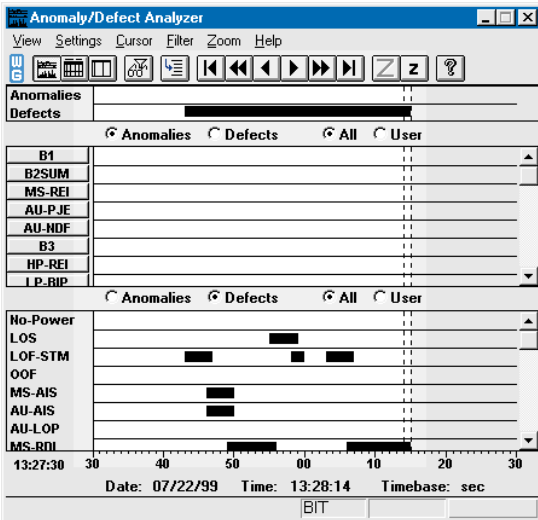 Anomaly/Defect Analyzer
View Settings Cursor Filter Zoom Help
W
G
Z z ?
Anomalies
Defects
Anomalies Defects All User
B1
B2SUM
MS-REI
AU-PJE
AU-NDF
B3
HP-REI
LP-BIP
Anomalies Defects All User
No-Power
LOS
LOF-STM
OOF
MS-AIS
AU-AIS
AU-LOP
MS-RDI
13:27:30 30 40 50 00 10 20 30
Date: 07/22/99 Time: 13:28:14 Timebase: sec
BIT